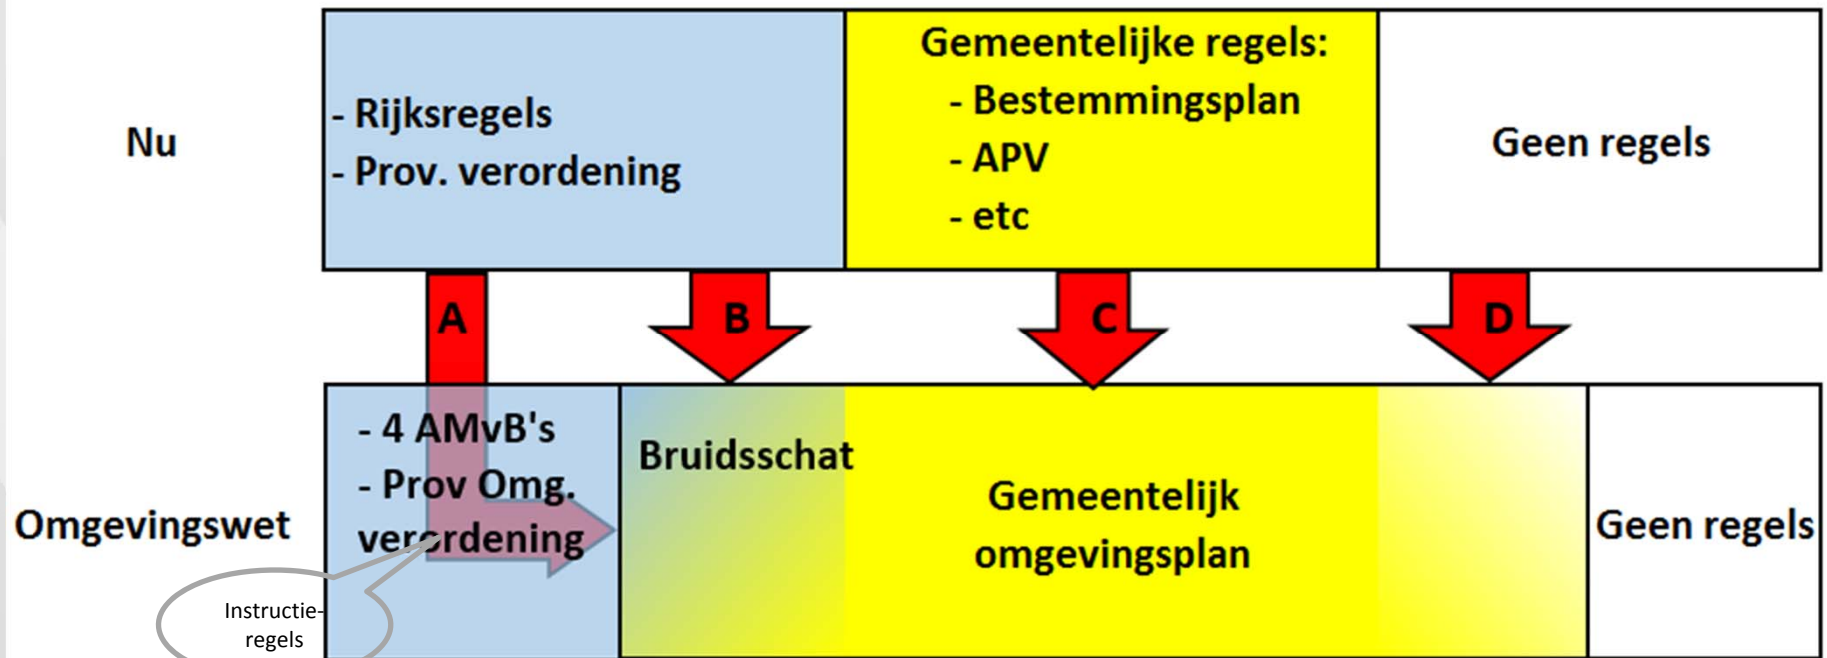 Nu
- Rijksregels
- Prov. verordening
Gemeentelijke regels:
- Bestemmingsplan
- APV
- etc
Geen regels
A
B
C
D
Omgevingswet
- 4 AMvB's
- Prov Omg.
verordening
Bruidsschat
Gemeentelijk
omgevingsplan
Geen regels
Instructie-
regels